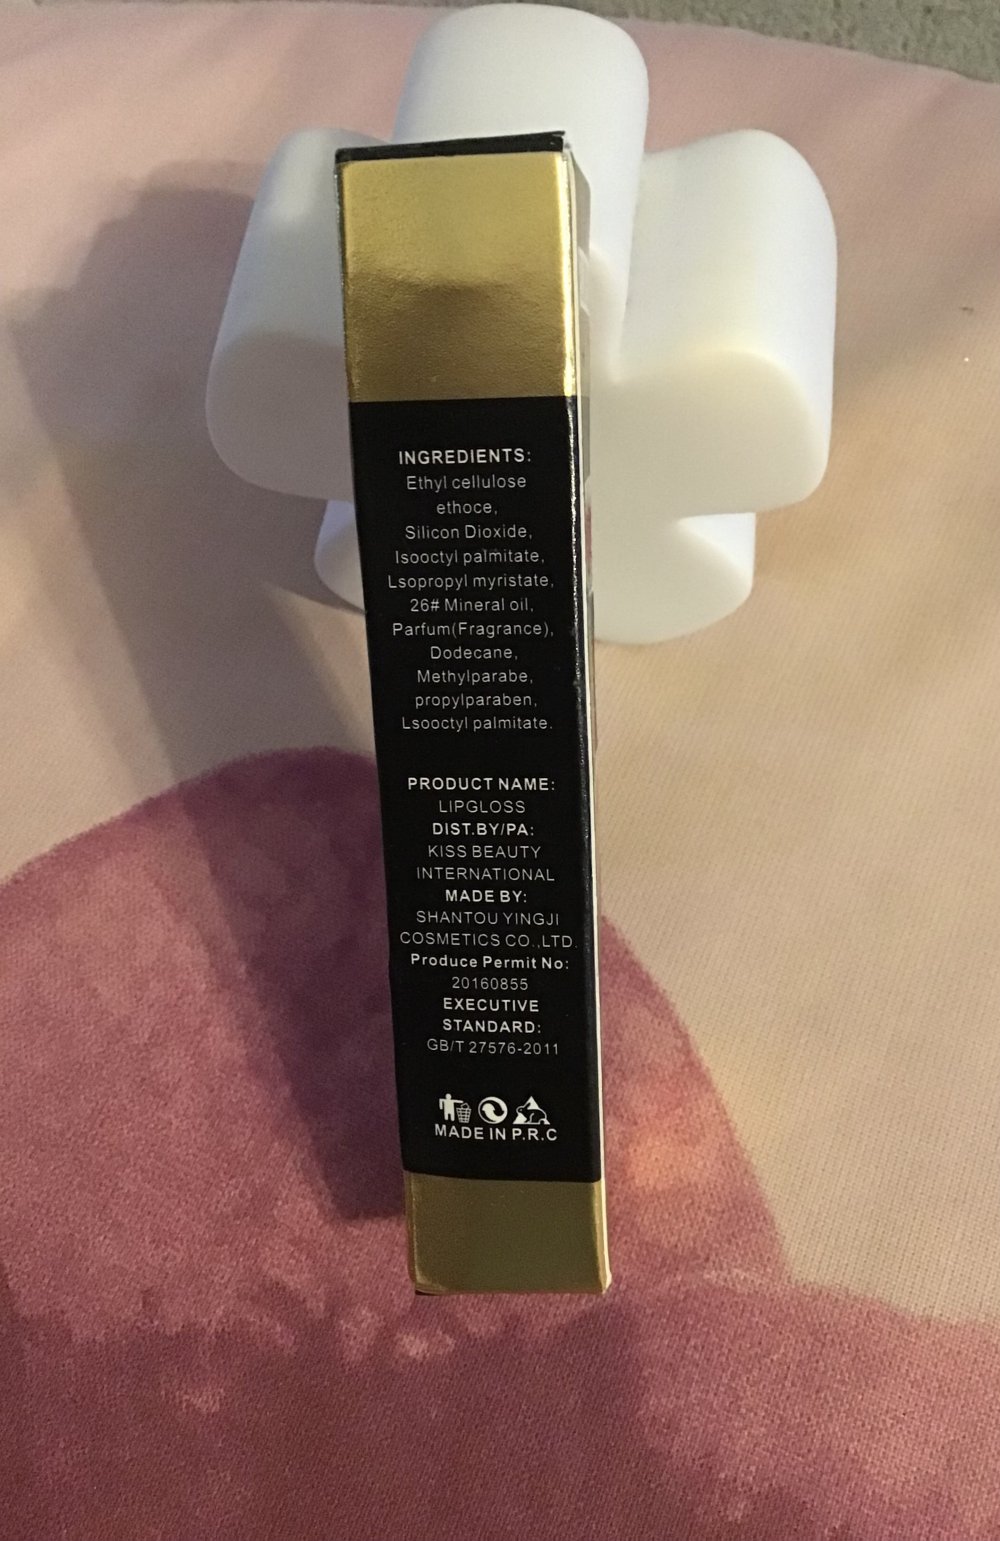 INGREDIENTS:
Ethyl cellulose
ethoce,
Silicon Dioxide,
Isooctyl palmitate,
Lsopropyl myristate,
26# Mineral oil,
Parfum(Fragrance),
Dodecane,
Methylparabe,
propylparaben,
Lsooctyl palmitate.
PRODUCT NAME:
LIPGLOSS
DIST.BY/PA:
KISS BEAUTY
INTERNATIONAL
MADE BY:
SHANTOU YINGJI
COSMETICS CO.,LTD.
Produce Permit No:
20160855
EXECUTIVE
STANDARD:
GB/T 27576-2011
MADE IN P.R.C